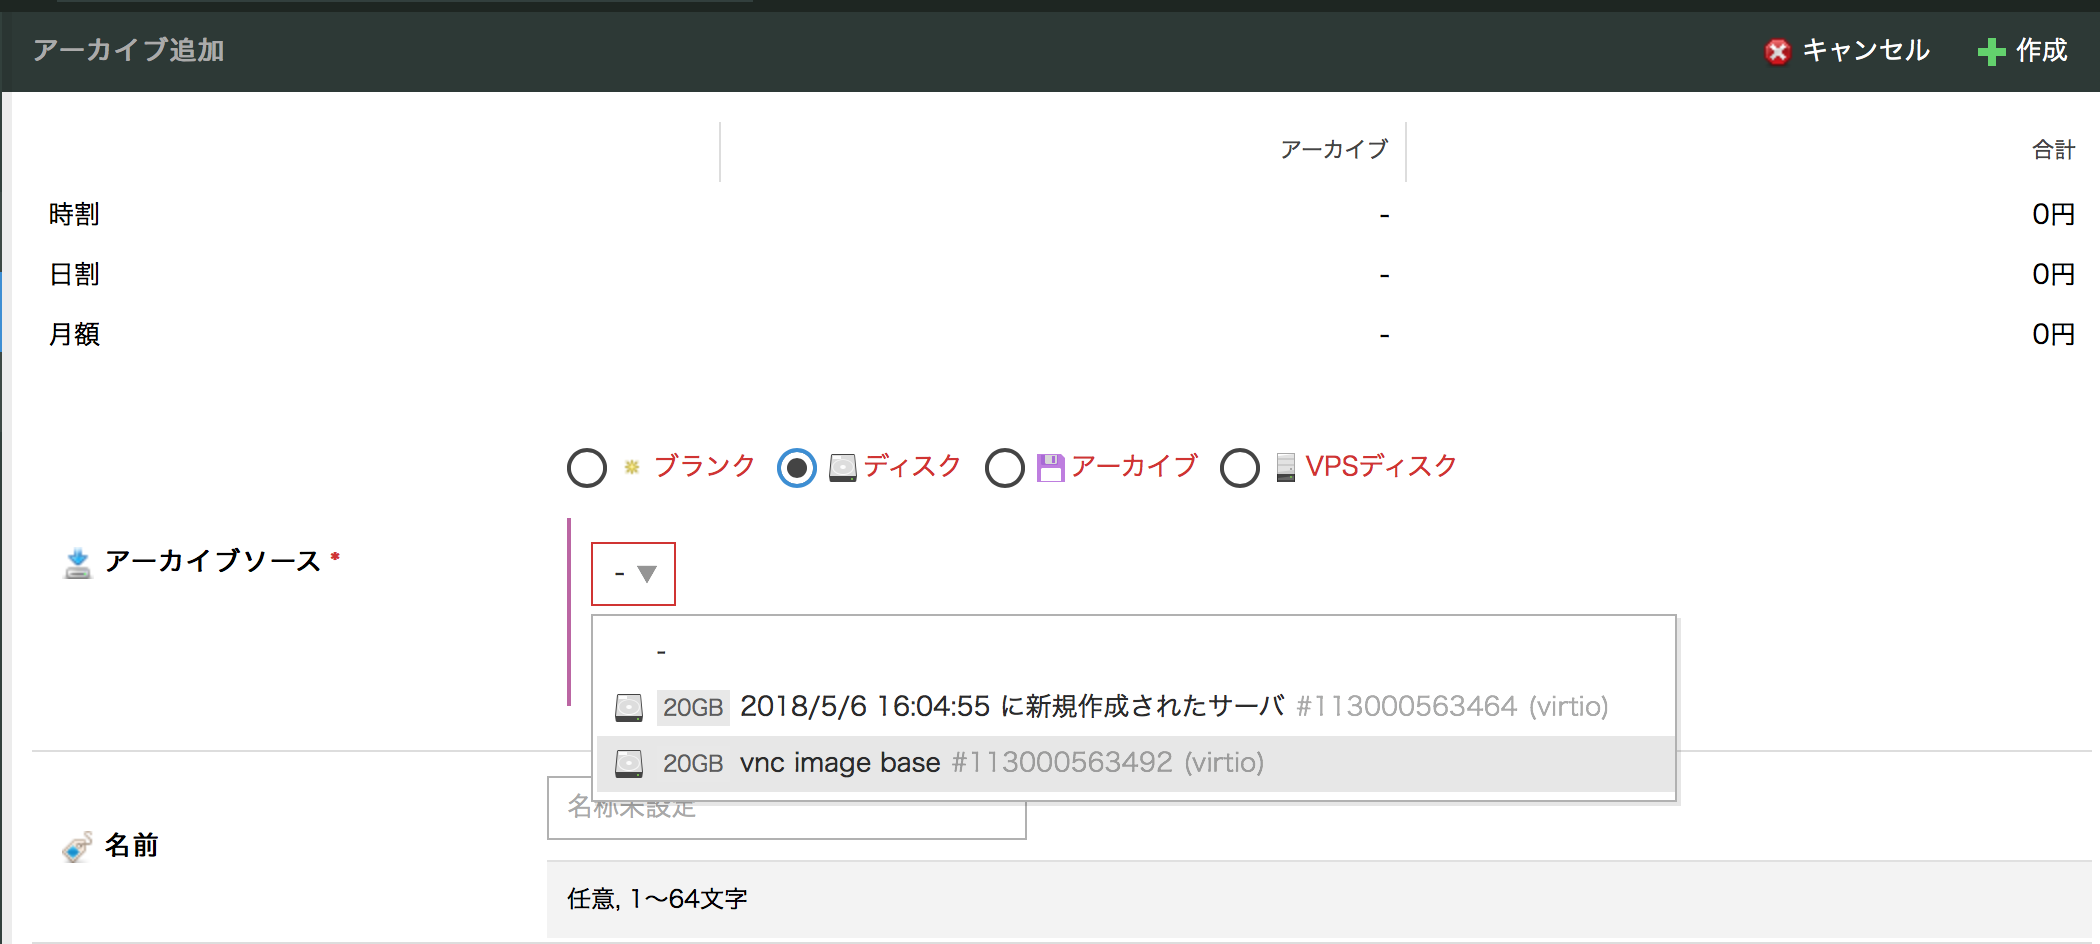 アーカイブ追加 キャンセル 作成
アーカイブ 合計
時割 - 0円
日割 - 0円
月額 - 0円
ブランク ディスク アーカイブ VPSディスク
アーカイブソース *
-
-
20GB 2018/5/6 16:04:55 に新規作成されたサーバ #113000563464 (virtio)
20GB vnc image base #113000563492 (virtio)
名称未設定
名前
任意, 1〜64文字